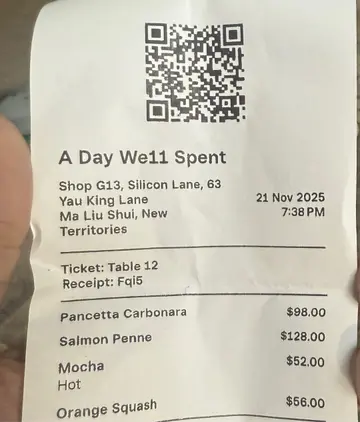 A Day We11 Spent
Shop G13, Silicon Lane, 63
Yau King Lane
Ma Liu Shui, New
Territories
21 Nov 2025
7:38 PM
Ticket: Table 12
Receipt: Fqi5
Pancetta Carbonara $98.00
Salmon Penne $128.00
Mocha $52.00
Hot
Orange Squash $56.00